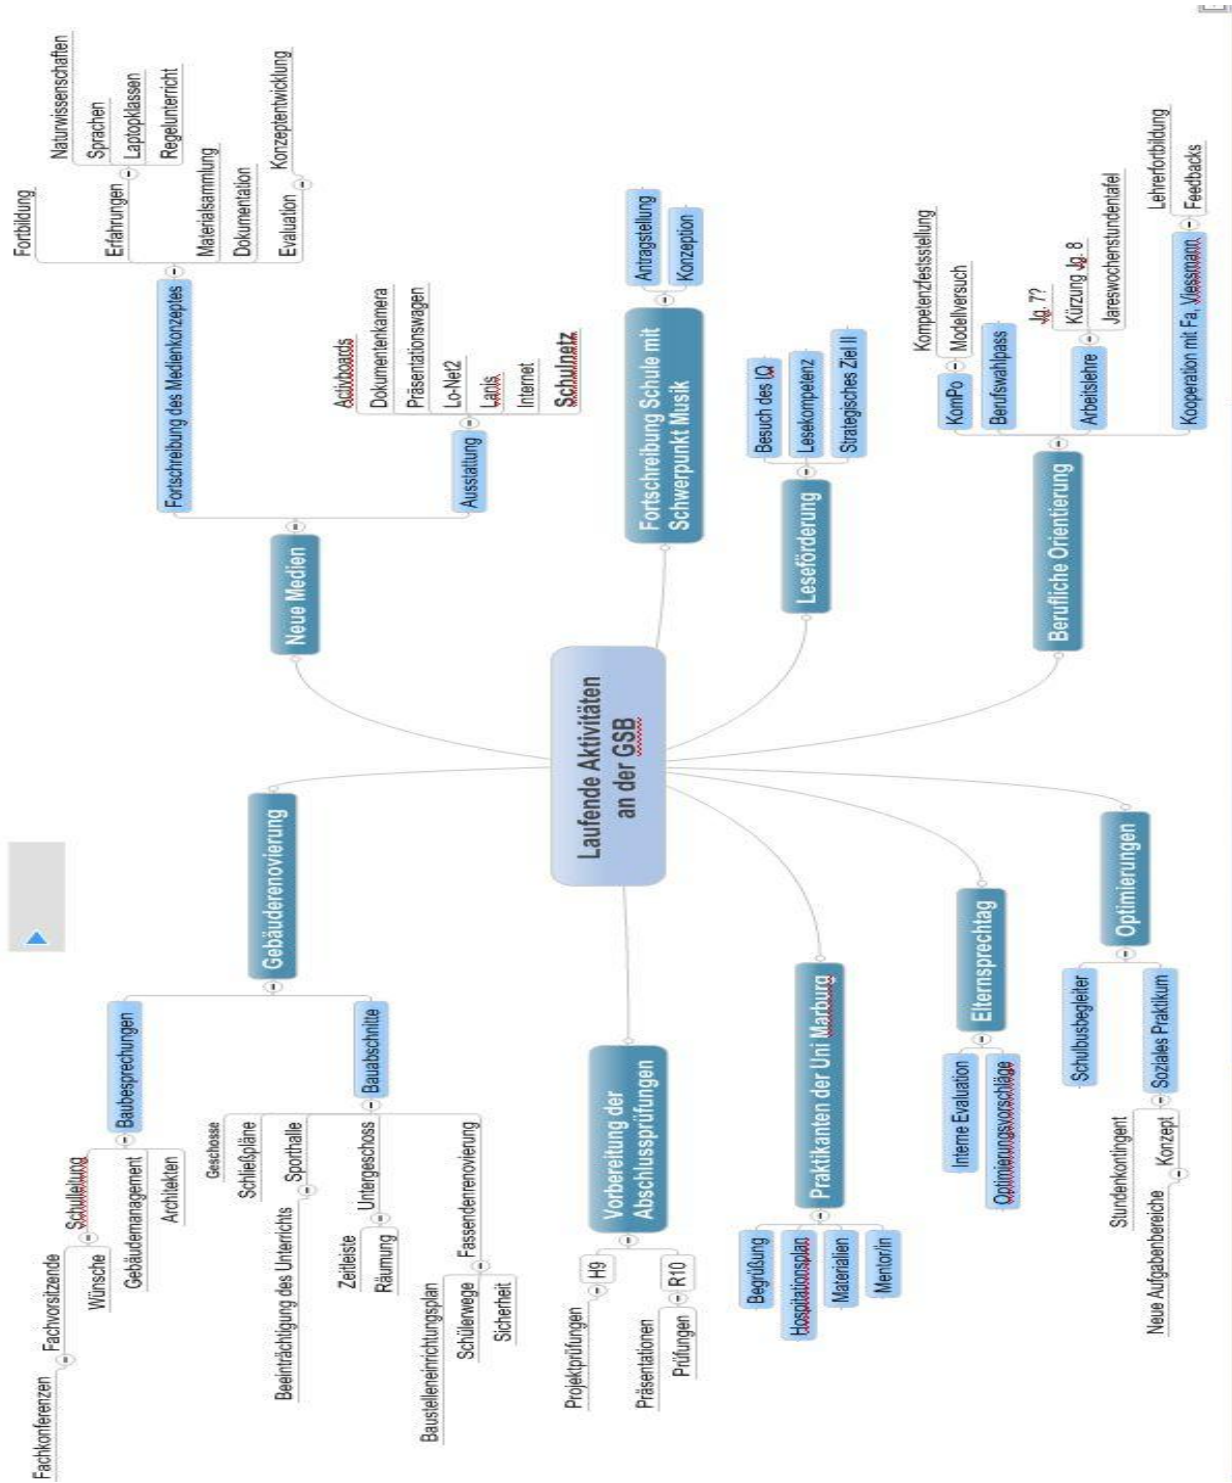 Laufende Aktivitäten
an der GSB
Neue Medien
Fortschreibung des Medienkonzeptes
Fortbildung
Erfahrungen
Naturwissenschaften
Sprachen
Laptopklassen
Regelunterricht
Materialsammlung
Dokumentation
Evaluation
Konzeptentwicklung
Ausstattung
Activboards
Dokumentenkamera
Präsentationswagen
Lo-Net2
Lanis
Internet
Schulnetz
Fortschreibung Schule mit
Schwerpunkt Musik
Antragstellung
Konzeption
Leseförderung
Besuch des IQ
Lesekompetenz
Strategisches Ziel II
Berufliche Orientierung
KomPo
Kompetenzfestsstellung
Modellversuch
Berufswahlpass
Arbeitslehre
Jg. 7?
Kürzung Jg. 8
Jareswochenstundentafel
Kooperation mit Fa, Viessmann
Lehrerfortbildung
Feedbacks
Gebäuderenovierung
Baubesprechungen
Schulleitung
Fachvorsitzende
Fachkonferenzen
Wünsche
Gebäudemanagement
Architekten
Bauabschnitte
Geschosse
Schließpläne
Sporthalle
Beeinträchtigung des Unterrichts
Untergeschoss
Zeitleiste
Räumung
Fassendenrenovierung
Baustelleneinrichtungsplan
Schülerwege
Sicherheit
Vorbereitung der
Abschlussprüfungen
H9
Projektprüfungen
R10
Präsentationen
Prüfungen
Praktikanten der Uni Marburg
Begrüßung
Hospitationsplan
Materialien
Mentor/in
Elternsprechtag
Interne Evaluation
Optimierungsvorschläge
Optimierungen
Schulbusbegleiter
Soziales Praktikum
Stundenkontingent
Konzept
Neue Aufgabenbereiche